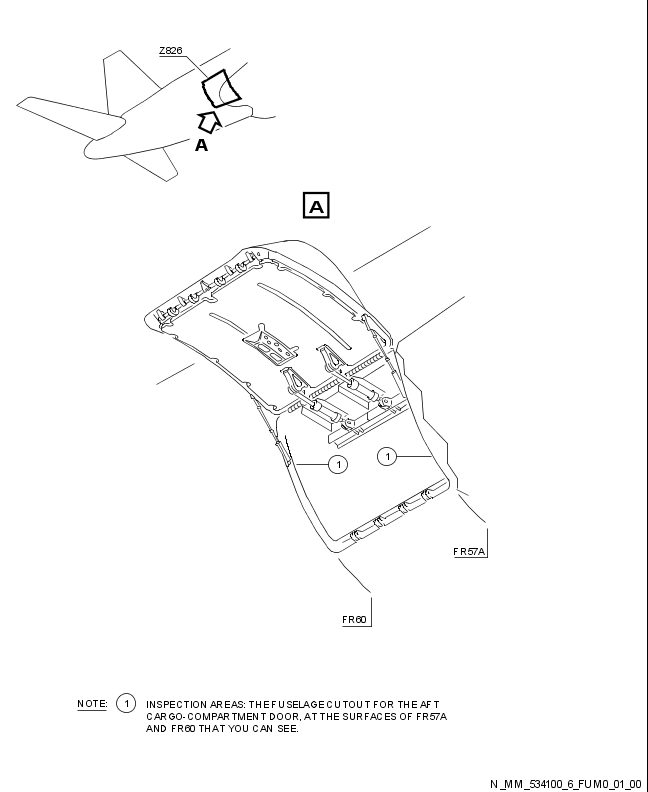 Z826
A
A
1
1
FR57A
FR60
NOTE: 1 INSPECTION AREAS: THE FUSELAGE CUTOUT FOR THE AFT
CARGO-COMPARTMENT DOOR, AT THE SURFACES OF FR57A
AND FR60 THAT YOU CAN SEE.
N_MM_534100_6_FUM0_01_00